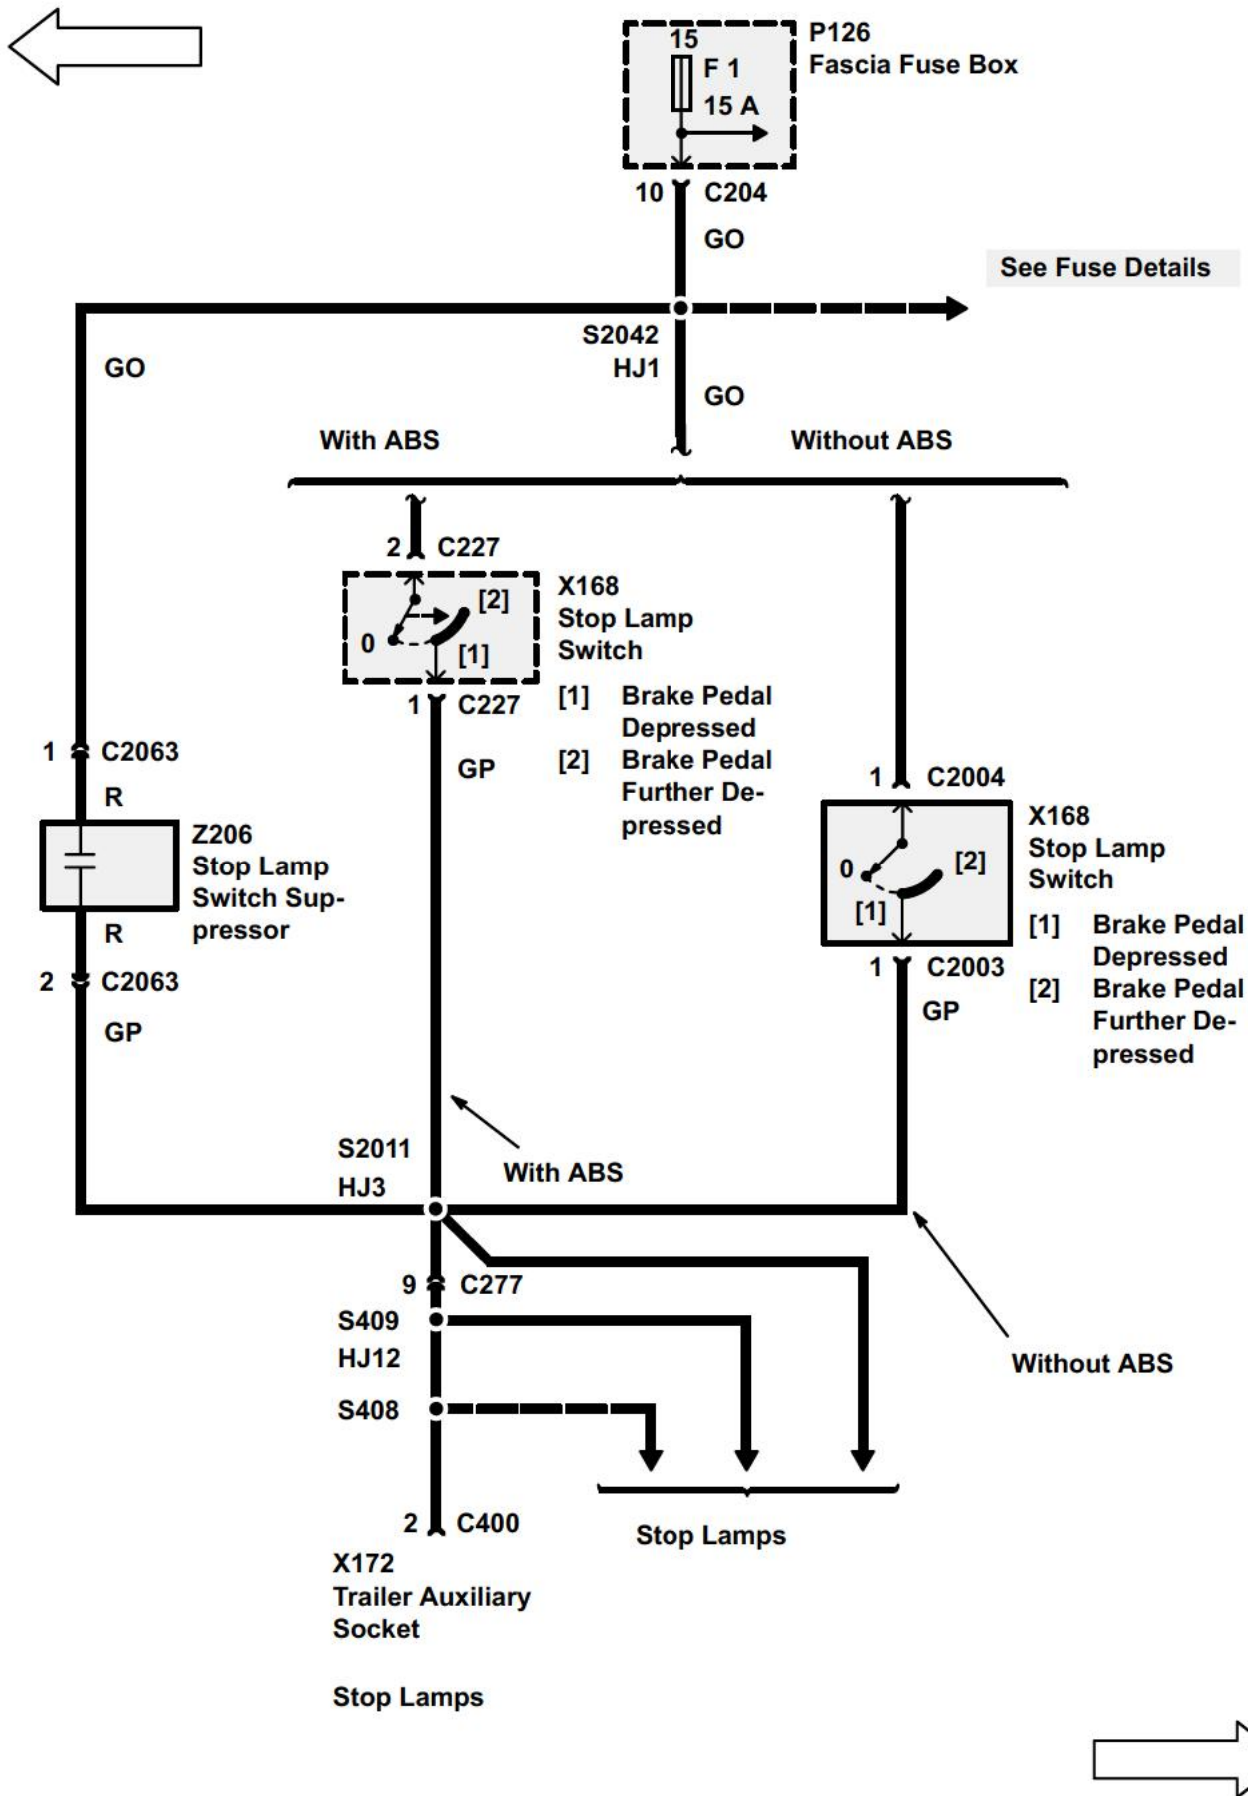 15
F 1
15 A
P126
Fascia Fuse Box
10 C204
GO
See Fuse Details
S2042
HJ1
GO
GO
With ABS
Without ABS
2 C227
[2]
0
[1]
X168
Stop Lamp
Switch
1 C227
[1] Brake Pedal
Depressed
[2] Brake Pedal
Further De-
pressed
GP
1 C2063
R
Z206
Stop Lamp
Switch Sup-
pressor
R
2 C2063
GP
1 C2004
0
[2]
[1]
X168
Stop Lamp
Switch
[1] Brake Pedal
Depressed
[2] Brake Pedal
Further De-
pressed
1 C2003
GP
S2011
HJ3
With ABS
9 C277
S409
HJ12
S408
Without ABS
2 C400
X172
Trailer Auxiliary
Socket
Stop Lamps
Stop Lamps